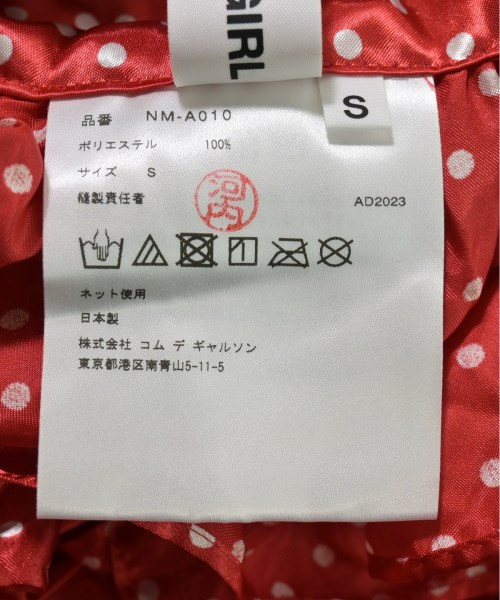 GIRL
S
品番 NM-A010
ポリエステル 100%
サイズ S
縫製責任者 河内 AD2023
ネット使用
日本製
株式会社 コム デ ギャルソン
東京都港区南青山5-11-5